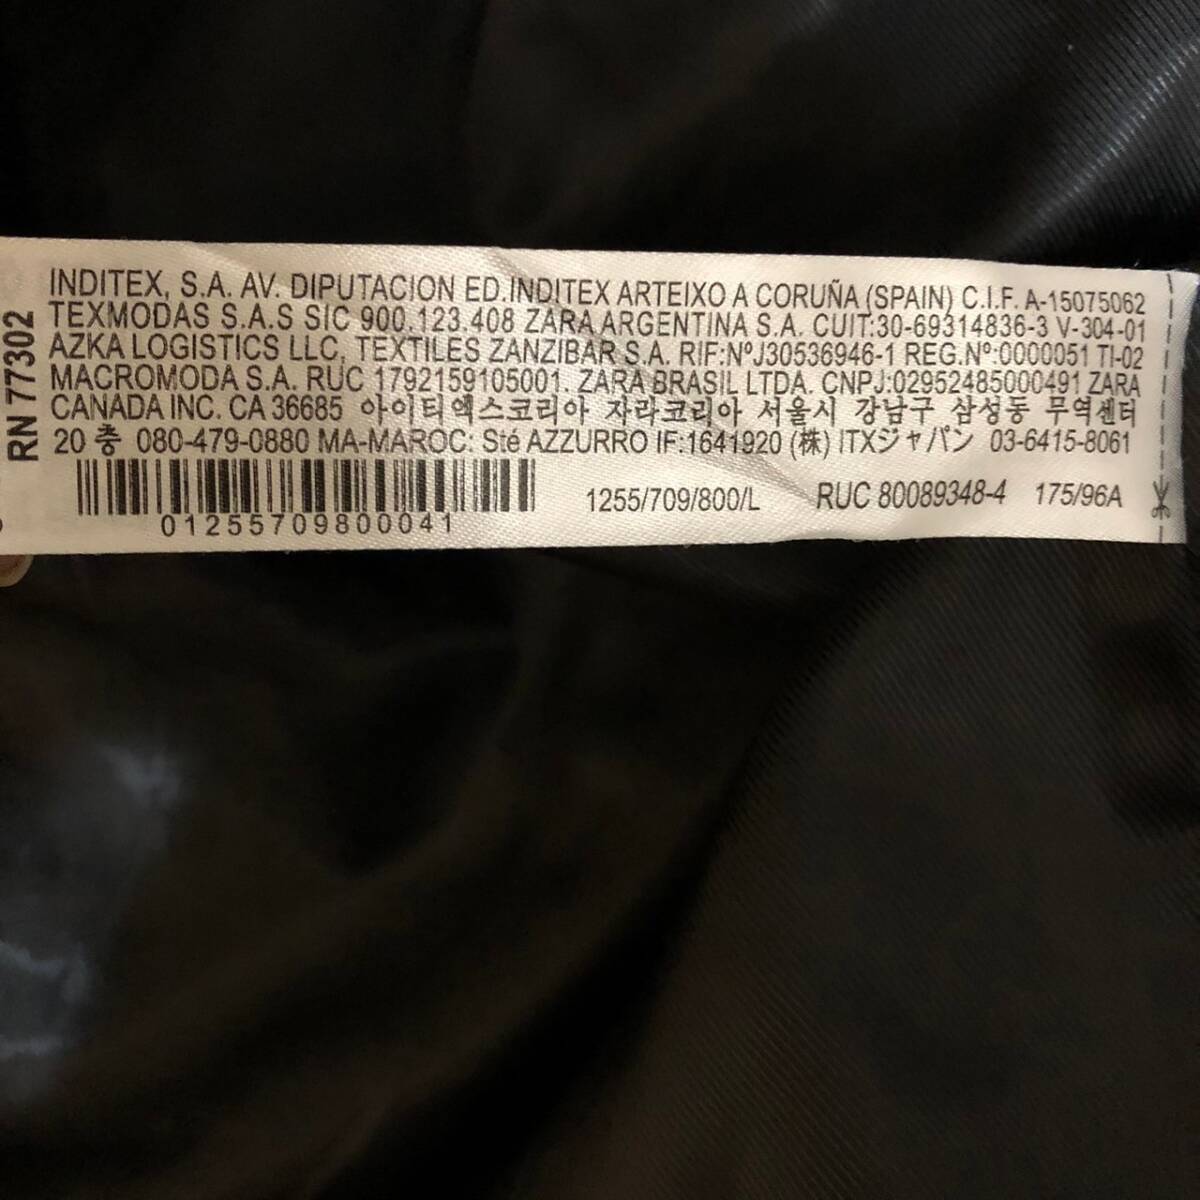 RN 77302
INDITEX, S.A. AV. DIPUTACION ED.INDITEX ARTEIXO A CORUÑA (SPAIN) C.I.F. A-15075062
TEXMODAS S.A.S SIC 900.123.408 ZARA ARGENTINA S.A. CUIT:30-69314836-3 V-304-01
AZKA LOGISTICS LLC, TEXTILES ZANZIBAR S.A. RIF:NºJ30536946-1 REG.Nº:0000051 TI-02
MACROMODA S.A. RUC 1792159105001. ZARA BRASIL LTDA. CNPJ:02952485000491 ZARA
CANADA INC. CA 36685 아이티엑스코리아 자라코리아 서울시 강남구 삼성동 무역센터
20 층 080-479-0880 MA-MAROC: Sté AZZURRO IF:1641920 (株) ITXジャパン 03-6415-8061
01255709800041 1255/709/800/L RUC 80089348-4 175/96A